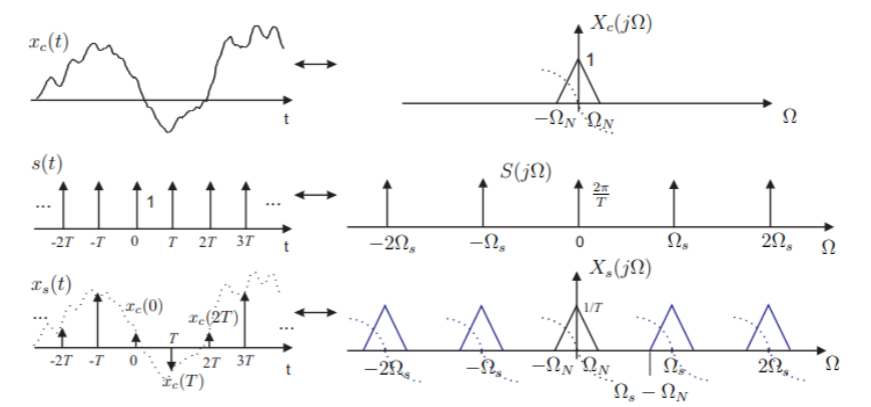 x_c(t)
X_c(jΩ)
1
t
−Ω_N Ω_N
Ω
s(t)
S(jΩ)
... 1 ...
2π/T
-2T -T 0 T 2T 3T t
−2Ω_s −Ω_s 0 Ω_s 2Ω_s Ω
x_s(t)
X_s(jΩ)
... x_c(0) x_c(2T) ...
1/T
T
-2T -T 0 2T 3T t
x_c(T)
−2Ω_s −Ω_s −Ω_N Ω_N Ω_s 2Ω_s Ω
Ω_s − Ω_N